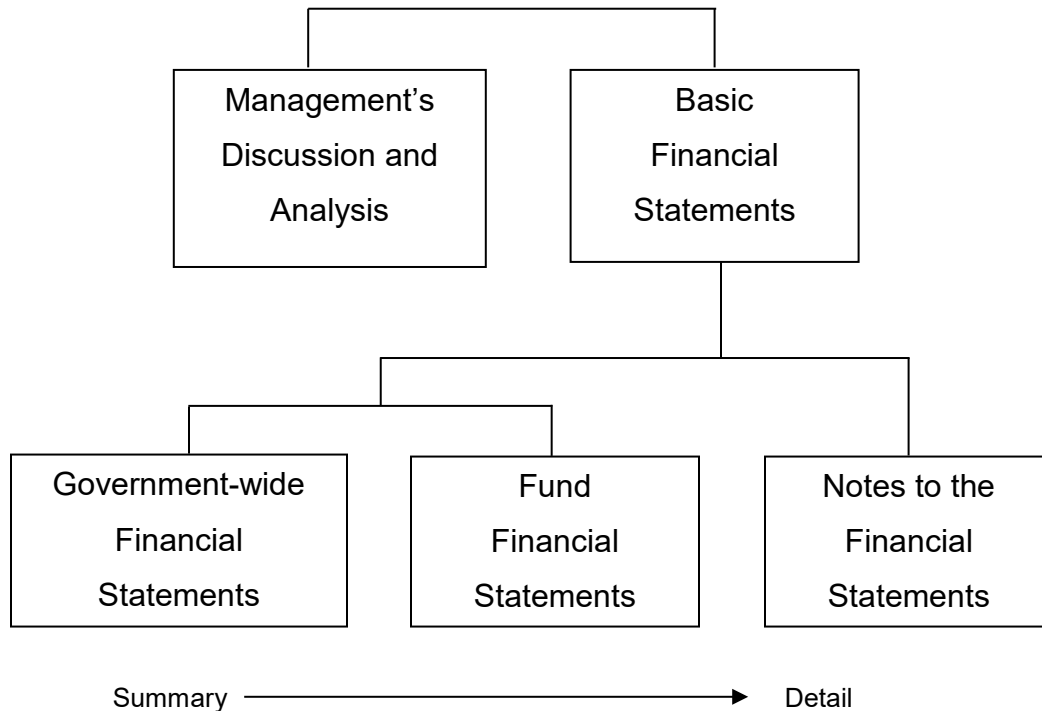 Management’s
Discussion and
Analysis
Basic
Financial
Statements
Government-wide
Financial
Statements
Fund
Financial
Statements
Notes to the
Financial
Statements
Summary
Detail